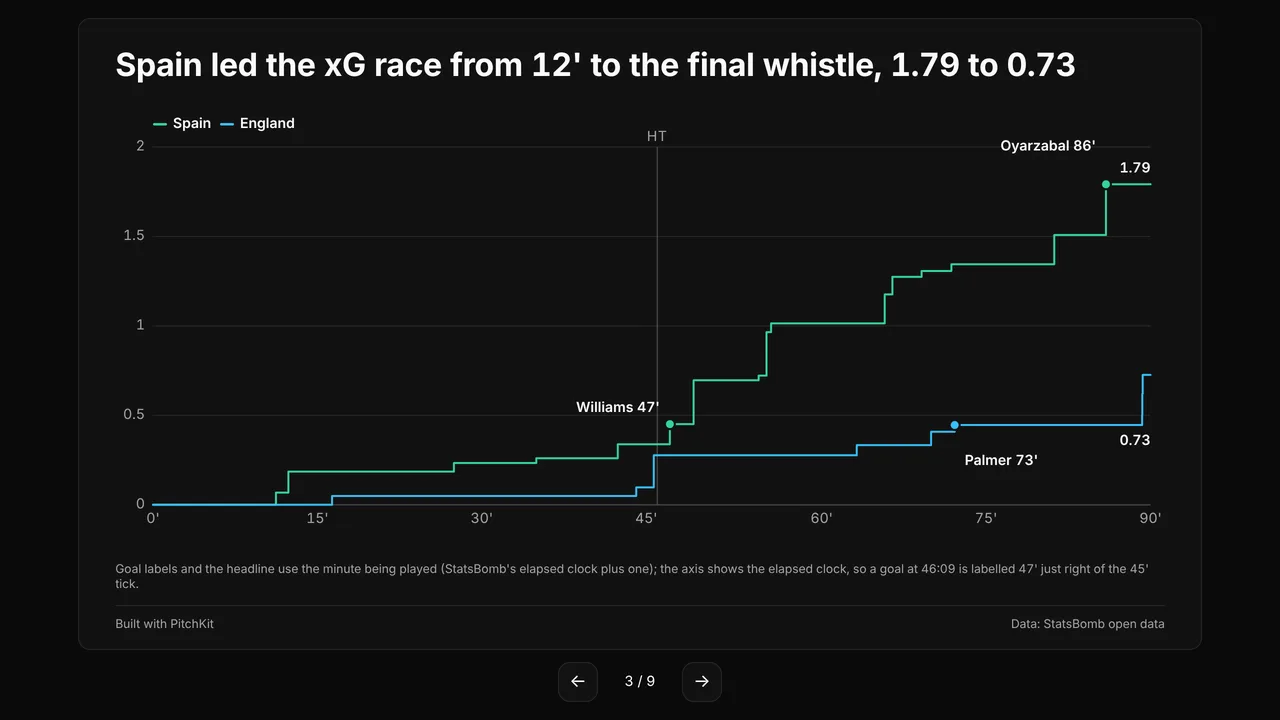 Spain led the xG race from 12' to the final whistle, 1.79 to 0.73
Spain England
HT
2
Oyarzabal 86'
1.79
1.5
1
Williams 47'
0.5
0.73
Palmer 73'
0
0' 15' 30' 45' 60' 75' 90'
Goal labels and the headline use the minute being played (StatsBomb's elapsed clock plus one); the axis shows the elapsed clock, so a goal at 46:09 is labelled 47' just right of the 45'
tick.
Built with PitchKit
Data: StatsBomb open data
← 3 / 9 →